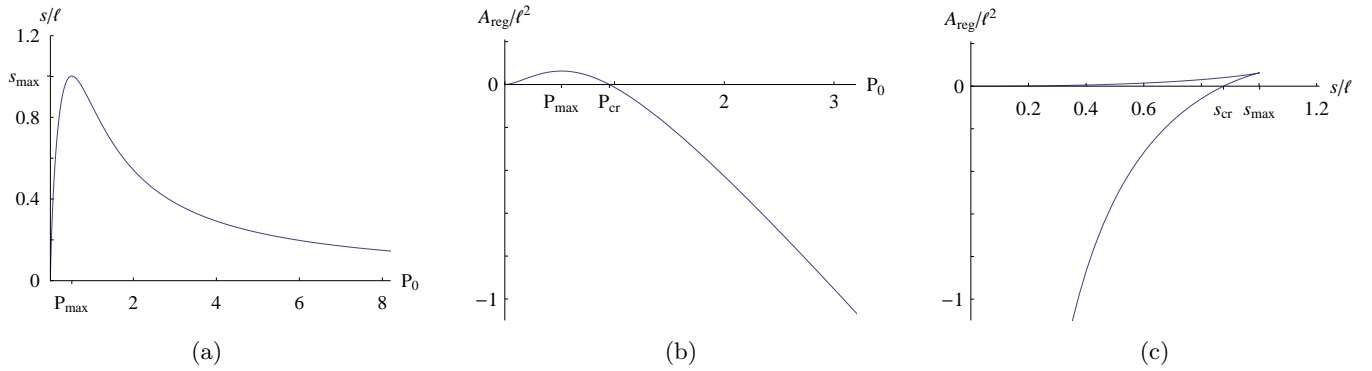 s/ℓ
1.2
s_max
0.8
0.4
0
P_max
2
4
6
8
P_0
(a)
A_reg/ℓ^2
0
P_max
P_cr
2
3
P_0
−1
(b)
A_reg/ℓ^2
0
0.2
0.4
0.6
s_cr
s_max
1.2
s/ℓ
−1
(c)